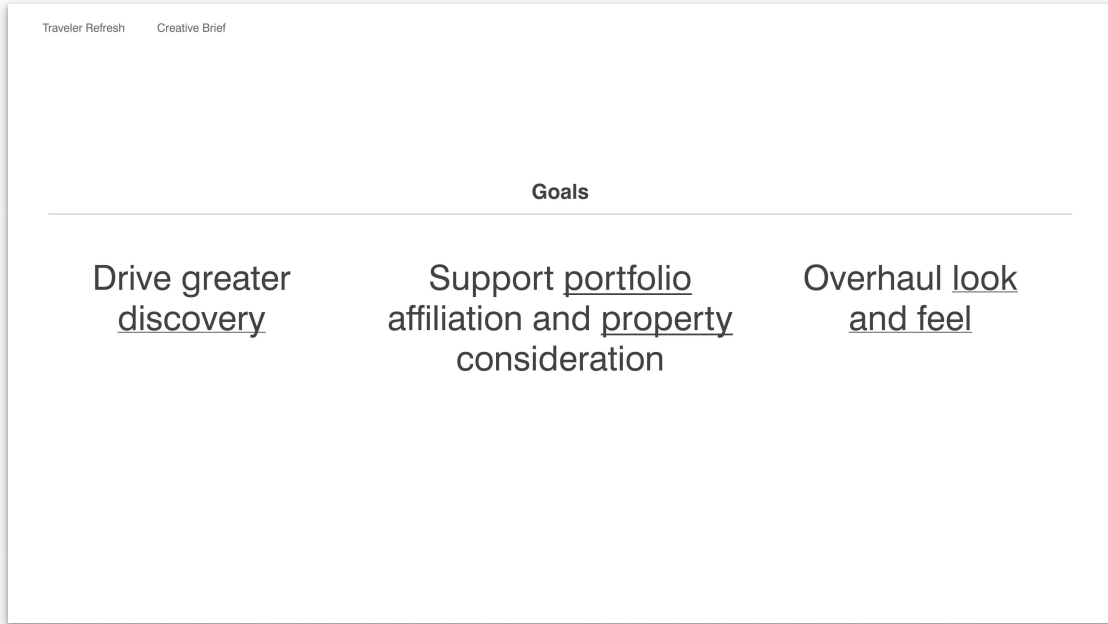 Traveler Refresh Creative Brief
Goals
Drive greater
discovery
Support portfolio
affiliation and property
consideration
Overhaul look
and feel